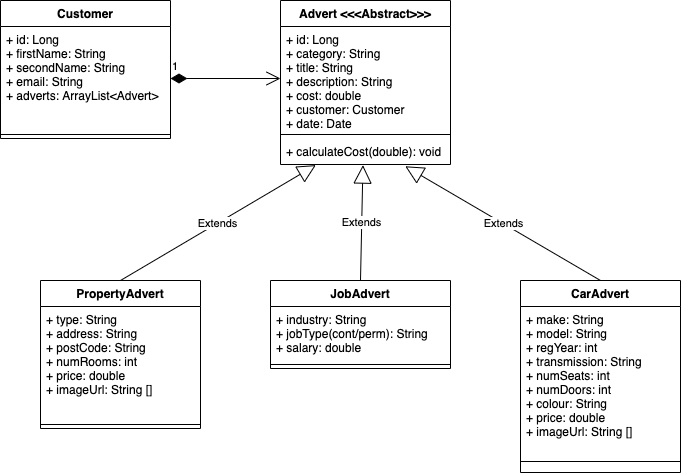 Customer
+ id: Long
+ firstName: String
+ secondName: String
+ email: String
+ adverts: ArrayList<Advert>
1
Advert <<<Abstract>>>
+ id: Long
+ category: String
+ title: String
+ description: String
+ cost: double
+ customer: Customer
+ date: Date
+ calculateCost(double): void
Extends
Extends
Extends
PropertyAdvert
+ type: String
+ address: String
+ postCode: String
+ numRooms: int
+ price: double
+ imageUrl: String []
JobAdvert
+ industry: String
+ jobType(cont/perm): String
+ salary: double
CarAdvert
+ make: String
+ model: String
+ regYear: int
+ transmission: String
+ numSeats: int
+ numDoors: int
+ colour: String
+ price: double
+ imageUrl: String []